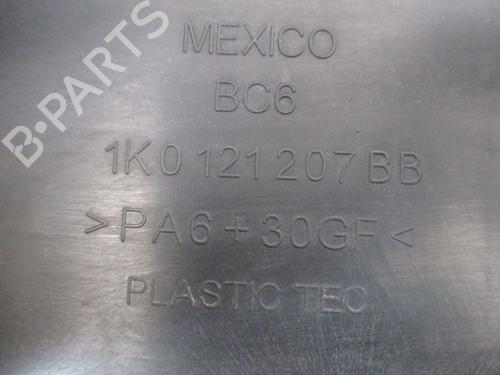 B-PARTS
MEXICO
BC6
1K0 121 207 BB
>PA6+30GF<
PLASTIC TEC